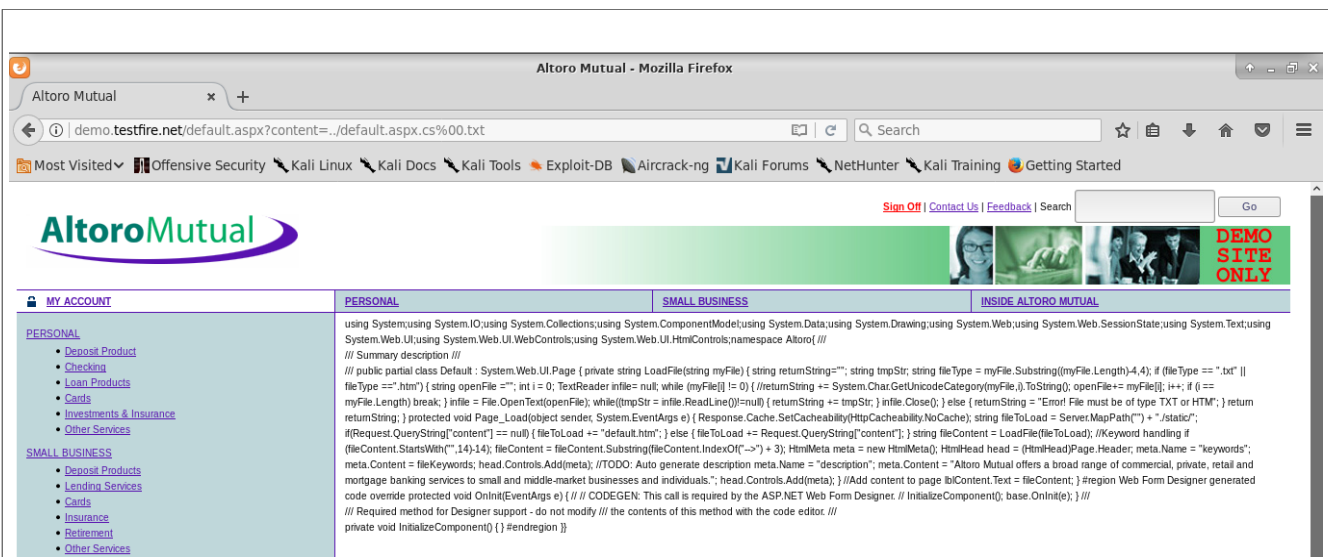 Altoro Mutual - Mozilla Firefox
Altoro Mutual
demo.testfire.net/default.aspx?content=../default.aspx.cs%00.txt
Search
Most Visited Offensive Security Kali Linux Kali Docs Kali Tools Exploit-DB Aircrack-ng Kali Forums NetHunter Kali Training Getting Started
Sign Off | Contact Us | Feedback | Search Go
AltoroMutual
DEMO
SITE
ONLY
MY ACCOUNT PERSONAL SMALL BUSINESS INSIDE ALTORO MUTUAL
PERSONAL
Deposit Product
Checking
Loan Products
Cards
Investments & Insurance
Other Services
SMALL BUSINESS
Deposit Products
Lending Services
Cards
Insurance
Retirement
Other Services
using System;using System.IO;using System.Collections;using System.ComponentModel;using System.Data;using System.Drawing;using System.Web;using System.Web.SessionState;using System.Text;using
System.Web.UI;using System.Web.UI.WebControls;using System.Web.UI.HtmlControls;namespace Altoro{ ///
/// Summary description ///
/// public partial class Default : System.Web.UI.Page { private string LoadFile(string myFile) { string returnString=""; string tmpStr; string fileType = myFile.Substring((myFile.Length)-4,4); if (fileType == ".txt" ||
fileType ==".htm") { string openFile =""; int i = 0; TextReader infile= null; while (myFile[i] != 0) { //returnString += System.Char.GetUnicodeCategory(myFile,i).ToString(); openFile+= myFile[i]; i++; if (i ==
myFile.Length) break; } infile = File.OpenText(openFile); while((tmpStr = infile.ReadLine())!=null) { returnString += tmpStr; } infile.Close(); } else { returnString = "Error! File must be of type TXT or HTM"; } return
returnString; } protected void Page_Load(object sender, System.EventArgs e) { Response.Cache.SetCacheability(HttpCacheability.NoCache); string fileToLoad = Server.MapPath("") + "./static/";
if(Request.QueryString["content"] == null) { fileToLoad += "default.htm"; } else { fileToLoad += Request.QueryString["content"]; } string fileContent = LoadFile(fileToLoad); //Keyword handling if
(fileContent.StartsWith("",14)-14); fileContent = fileContent.Substring(fileContent.IndexOf("-->") + 3); HtmlMeta meta = new HtmlMeta(); HtmlHead head = (HtmlHead)Page.Header; meta.Name = "keywords";
meta.Content = fileKeywords; head.Controls.Add(meta); //TODO: Auto generate description meta.Name = "description"; meta.Content = "Altoro Mutual offers a broad range of commercial, private, retail and
mortgage banking services to small and middle-market businesses and individuals."; head.Controls.Add(meta); } //Add content to page lblContent.Text = fileContent; } #region Web Form Designer generated
code override protected void OnInit(EventArgs e) { // // CODEGEN: This call is required by the ASP.NET Web Form Designer. // InitializeComponent(); base.OnInit(e); } ///
/// Required method for Designer support - do not modify /// the contents of this method with the code editor. ///
private void InitializeComponent() { } #endregion }}